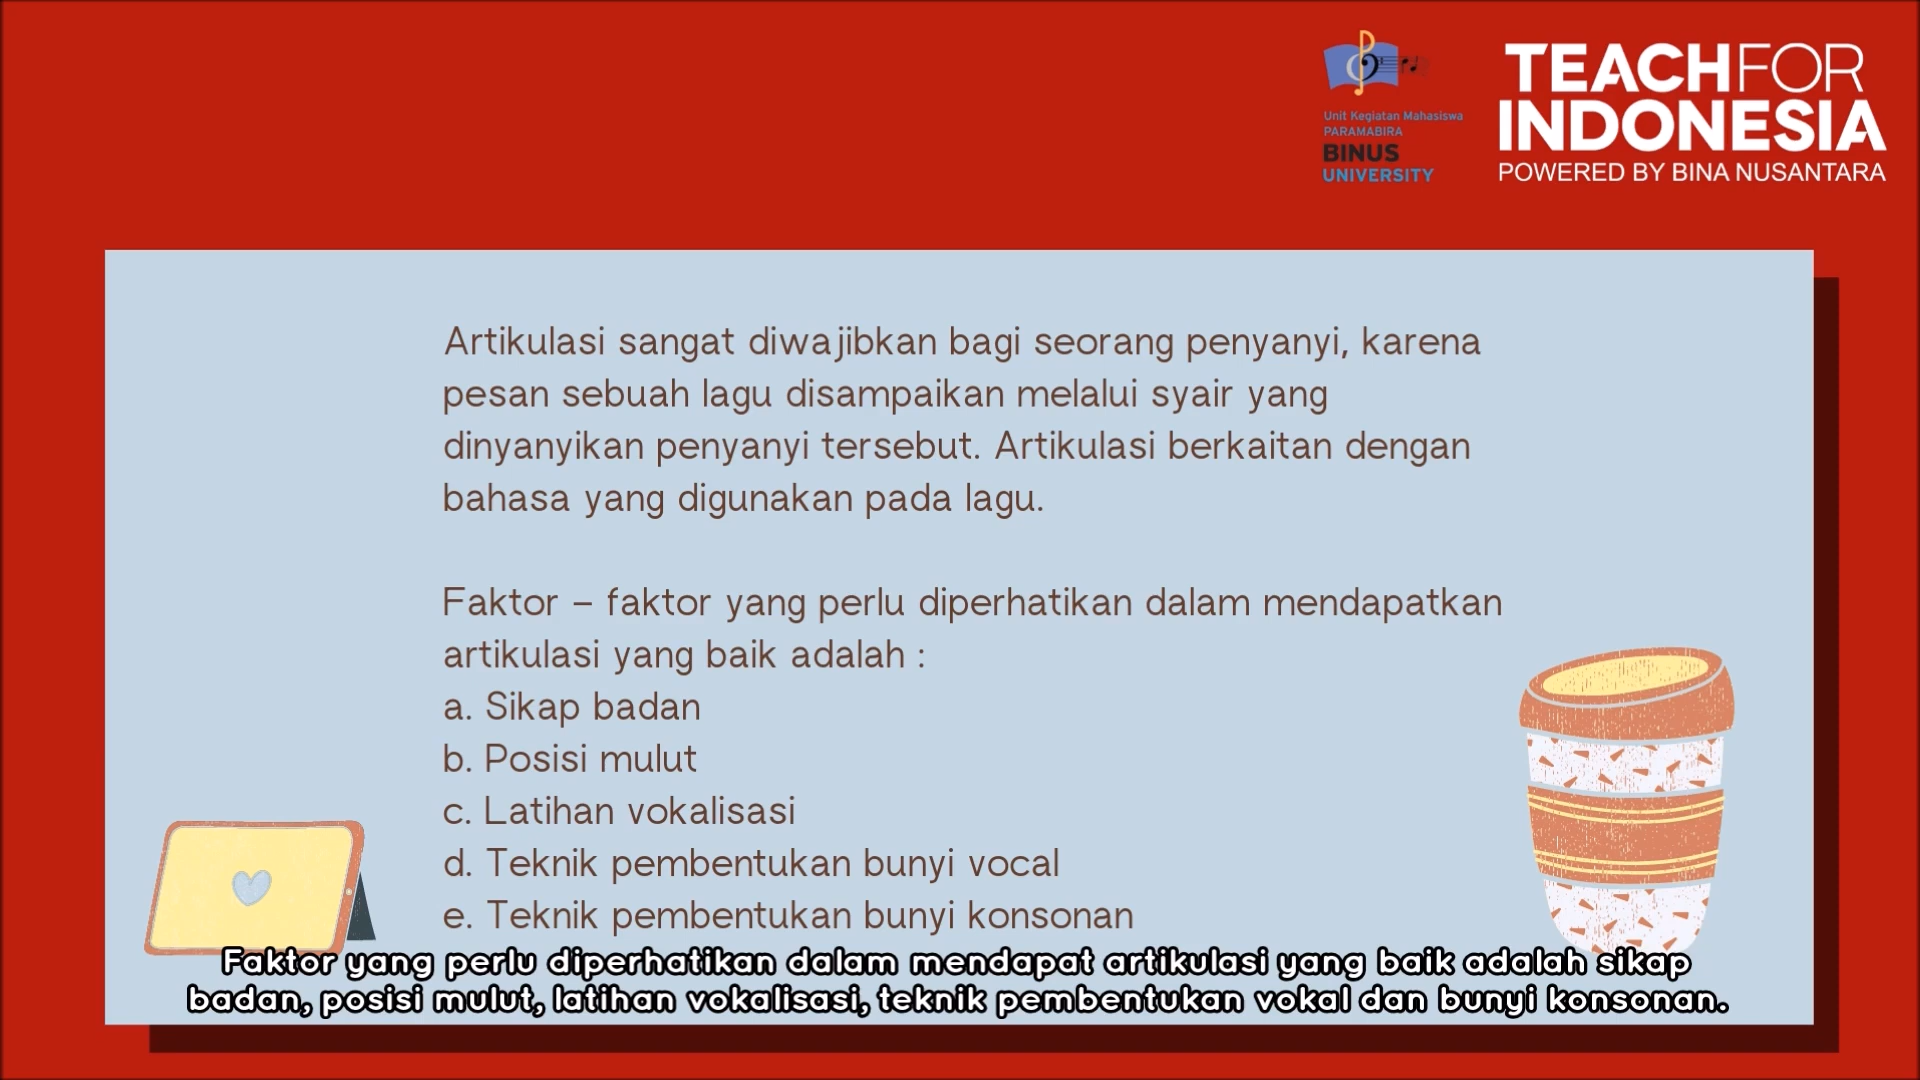 Unit Kegiatan Mahasiswa
PARAMABIRA
BINUS
UNIVERSITY
TEACHFOR
INDONESIA
POWERED BY BINA NUSANTARA
Artikulasi sangat diwajibkan bagi seorang penyanyi, karena
pesan sebuah lagu disampaikan melalui syair yang
dinyanyikan penyanyi tersebut. Artikulasi berkaitan dengan
bahasa yang digunakan pada lagu.
Faktor – faktor yang perlu diperhatikan dalam mendapatkan
artikulasi yang baik adalah :
a. Sikap badan
b. Posisi mulut
c. Latihan vokalisasi
d. Teknik pembentukan bunyi vocal
e. Teknik pembentukan bunyi konsonan
Faktor yang perlu diperhatikan dalam mendapat artikulasi yang baik adalah sikap
badan, posisi mulut, latihan vokalisasi, teknik pembentukan vokal dan bunyi konsonan.